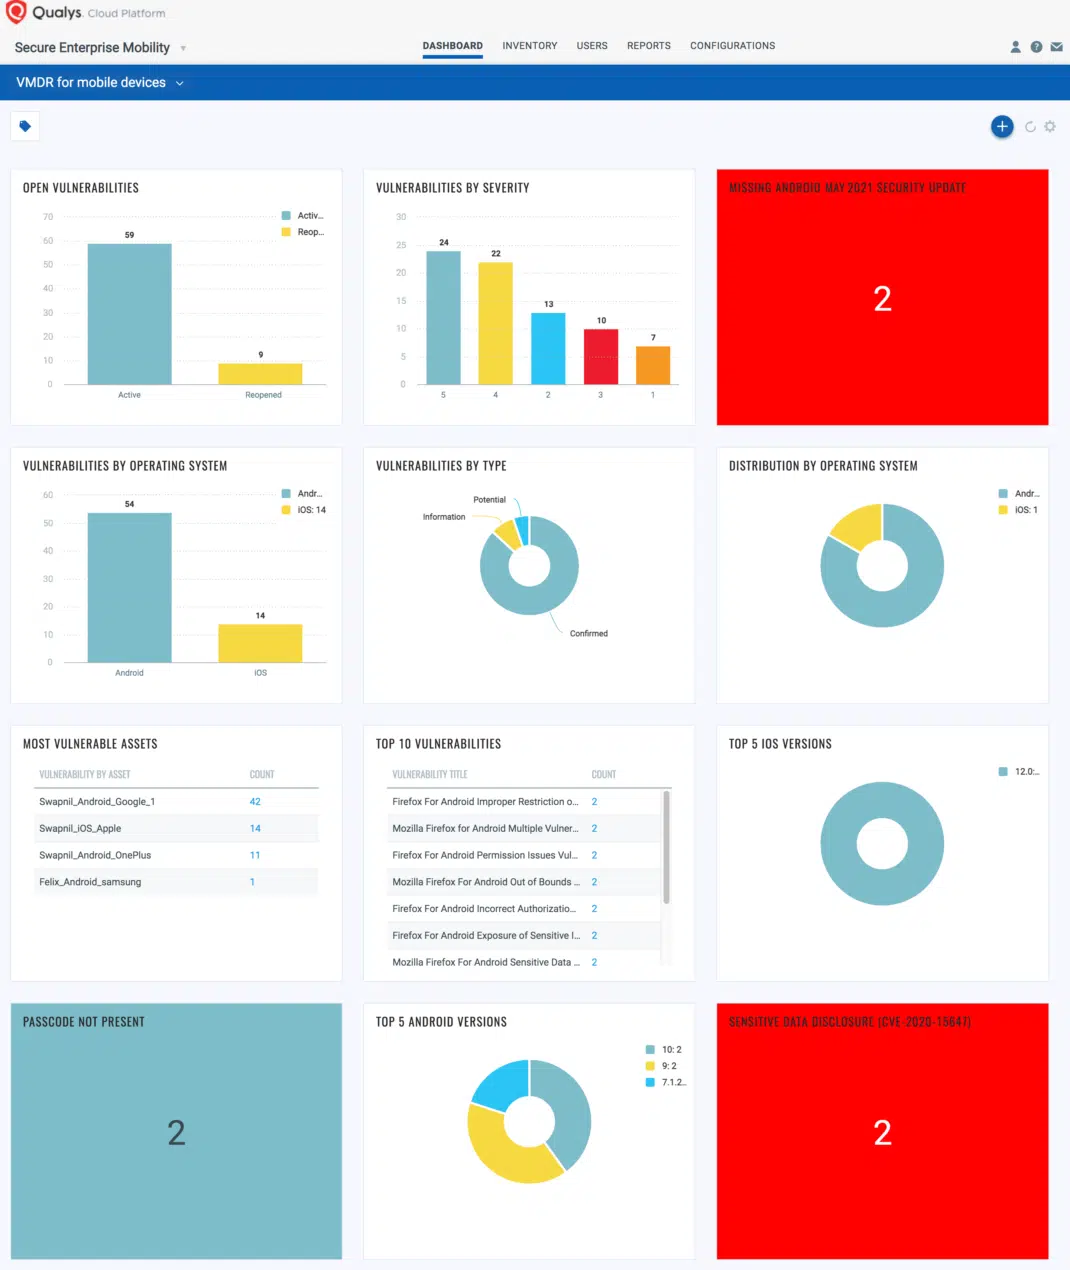 Qualys. Cloud Platform
Secure Enterprise Mobility
DASHBOARD INVENTORY USERS REPORTS CONFIGURATIONS
VMDR for mobile devices
OPEN VULNERABILITIES
70
60
50
40
30
20
10
0
59
9
Active
Reopened
Activ...
Reop...
VULNERABILITIES BY SEVERITY
30
25
20
15
10
5
0
24
22
13
10
7
5 4 2 3 1
MISSING ANDROID MAY 2021 SECURITY UPDATE
2
VULNERABILITIES BY OPERATING SYSTEM
60
50
40
30
20
10
0
54
14
Android
iOS
Andr...
iOS: 14
VULNERABILITIES BY TYPE
Potential
Information
Confirmed
DISTRIBUTION BY OPERATING SYSTEM
Andr...
iOS: 1
MOST VULNERABLE ASSETS
VULNERABILITY BY ASSET COUNT
Swapnil_Android_Google_1 42
Swapnil_iOS_Apple 14
Swapnil_Android_OnePlus 11
Felix_Android_samsung 1
TOP 10 VULNERABILITIES
VULNERABILITY TITLE COUNT
Firefox For Android Improper Restriction o... 2
Mozilla Firefox for Android Multiple Vulner... 2
Firefox For Android Permission Issues Vul... 2
Mozilla Firefox For Android Out of Bounds ... 2
Firefox For Android Incorrect Authorizatio... 2
Firefox For Android Exposure of Sensitive I... 2
Mozilla Firefox For Android Sensitive Data ... 2
TOP 5 IOS VERSIONS
12.0:...
PASSCODE NOT PRESENT
2
TOP 5 ANDROID VERSIONS
10: 2
9: 2
7.1.2...
SENSITIVE DATA DISCLOSURE (CVE-2020-15647)
2